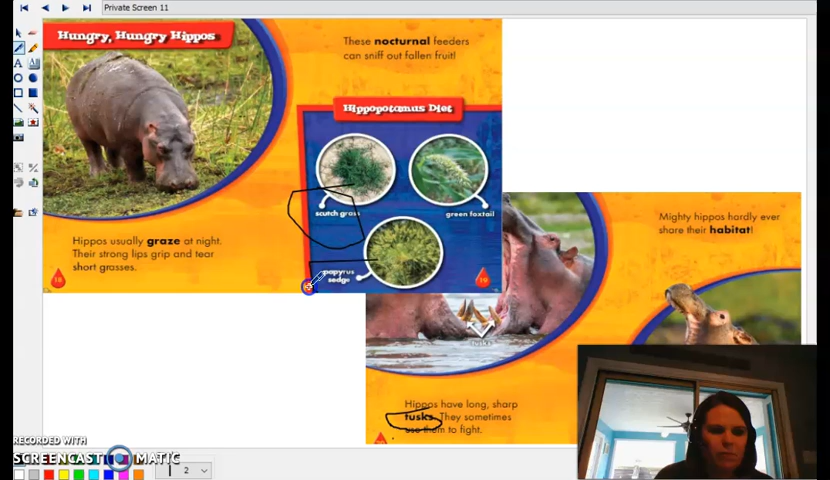 Private Screen 11
Hungry, Hungry Hippos
These nocturnal feeders
can sniff out fallen fruit!
Hippopotamus Diet
scutch grass
green foxtail
papyrus
sedge
Hippos usually graze at night.
Their strong lips grip and tear
short grasses.
18
19
Mighty hippos hardly ever
share their habitat!
tusks
Hippos have long, sharp
tusks. They sometimes
use them to fight.
RECORDED WITH
SCREENCAST MATIC
2